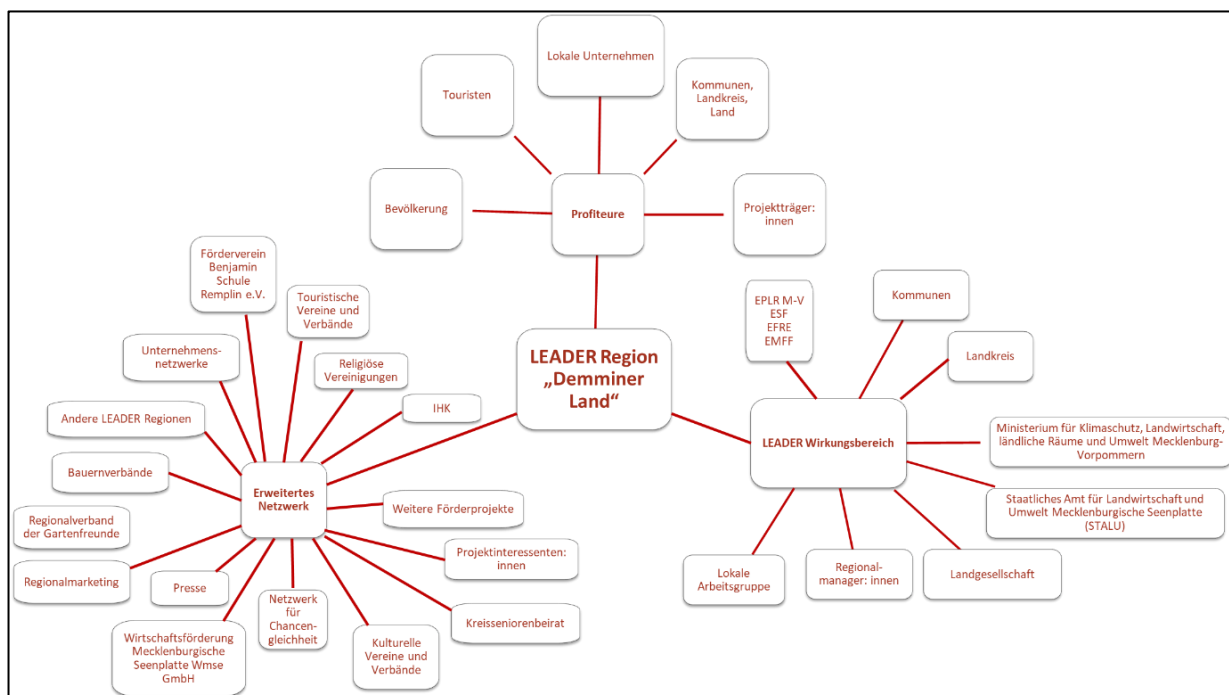 Lokale Unternehmen
Touristen
Kommunen,
Landkreis,
Land
Bevölkerung
Profiteure
Projektträger:
innen
Förderverein
Benjamin
Schule
Remplin e.V.
Touristische
Vereine und
Verbände
EPLR M-V
ESF
EFRE
EMFF
Kommunen
Unternehmens-
netzwerke
Religiöse
Vereinigungen
LEADER Region
„Demminer
Land“
Landkreis
Andere LEADER Regionen
IHK
LEADER Wirkungsbereich
Ministerium für Klimaschutz, Landwirtschaft,
ländliche Räume und Umwelt Mecklenburg-
Vorpommern
Bauernverbände
Erweitertes
Netzwerk
Weitere Förderprojekte
Staatliches Amt für Landwirtschaft und
Umwelt Mecklenburgische Seenplatte
(STALU)
Regionalverband
der Gartenfreunde
Projektinteressenten:
innen
Lokale
Arbeitsgruppe
Regional-
manager: innen
Landgesellschaft
Regionalmarketing
Presse
Netzwerk
für
Chancen-
gleichheit
Kreisseniorenbeirat
Wirtschaftsförderung
Mecklenburgische
Seenplatte Wmse
GmbH
Kulturelle
Vereine und
Verbände